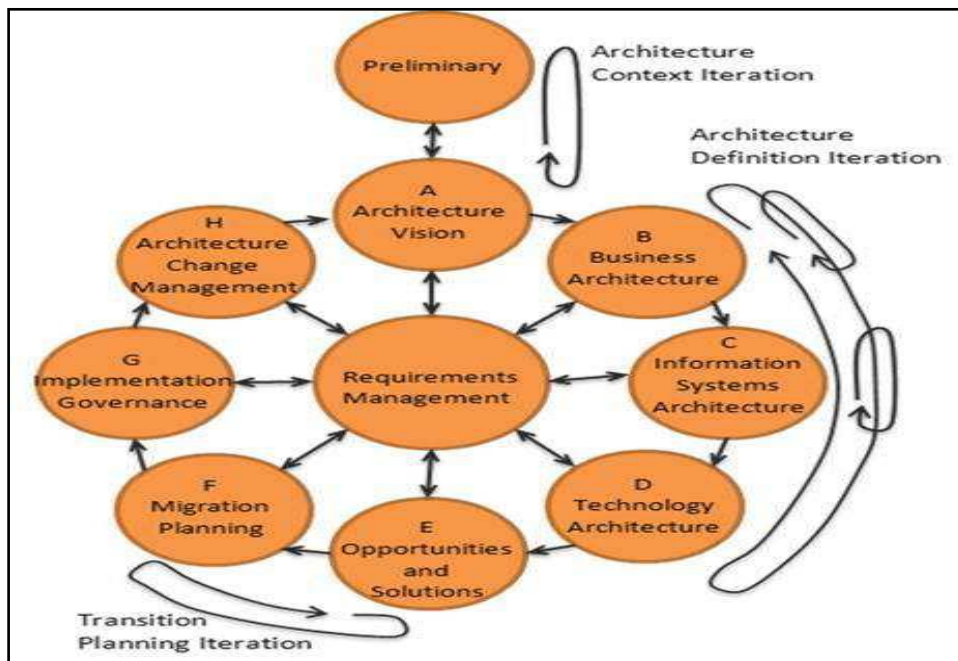 Preliminary
Architecture
Context Iteration
Architecture
Definition Iteration
A
Architecture
Vision
B
Business
Architecture
C
Information
Systems
Architecture
D
Technology
Architecture
E
Opportunities
and
Solutions
F
Migration
Planning
G
Implementation
Governance
H
Architecture
Change
Management
Requirements
Management
Transition
Planning Iteration